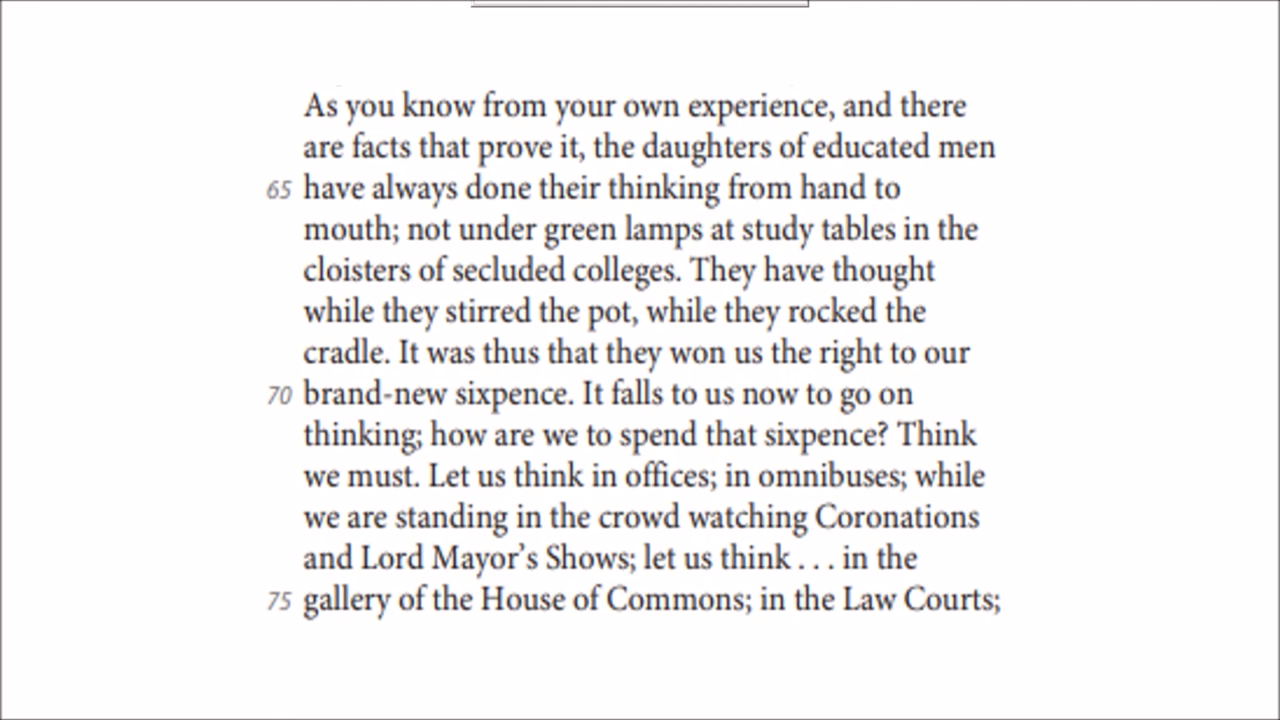 As you know from your own experience, and there
are facts that prove it, the daughters of educated men
65 have always done their thinking from hand to
mouth; not under green lamps at study tables in the
cloisters of secluded colleges. They have thought
while they stirred the pot, while they rocked the
cradle. It was thus that they won us the right to our
70 brand-new sixpence. It falls to us now to go on
thinking; how are we to spend that sixpence? Think
we must. Let us think in offices; in omnibuses; while
we are standing in the crowd watching Coronations
and Lord Mayor’s Shows; let us think . . . in the
75 gallery of the House of Commons; in the Law Courts;